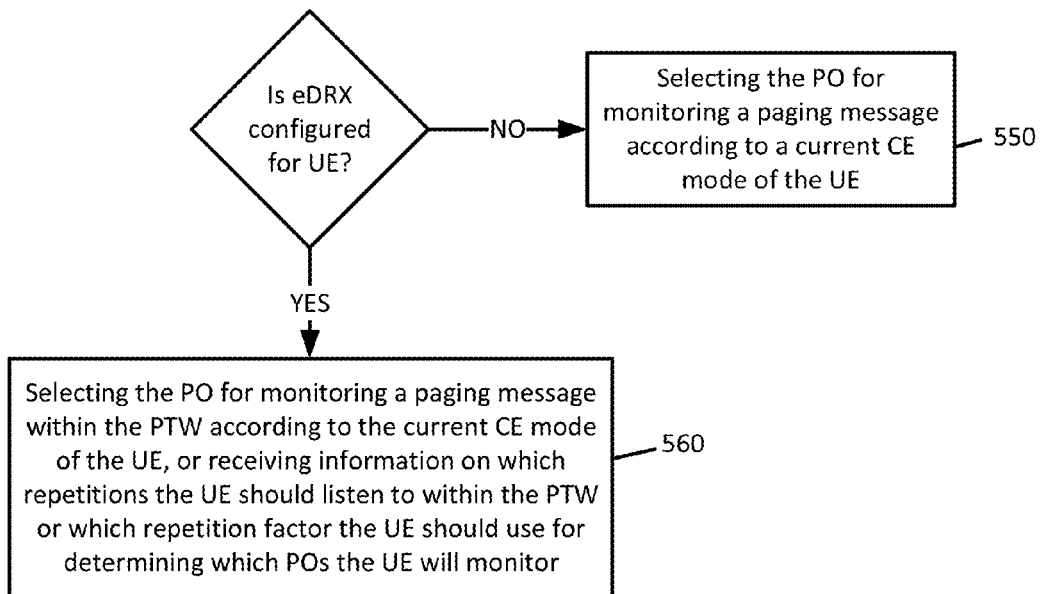 Is eDRX
configured
for UE?
NO
Selecting the PO for
monitoring a paging message
according to a current CE
mode of the UE
550
YES
Selecting the PO for monitoring a paging message
within the PTW according to the current CE mode
of the UE, or receiving information on which
repetitions the UE should listen to within the PTW
or which repetition factor the UE should use for
determining which POs the UE will monitor
560